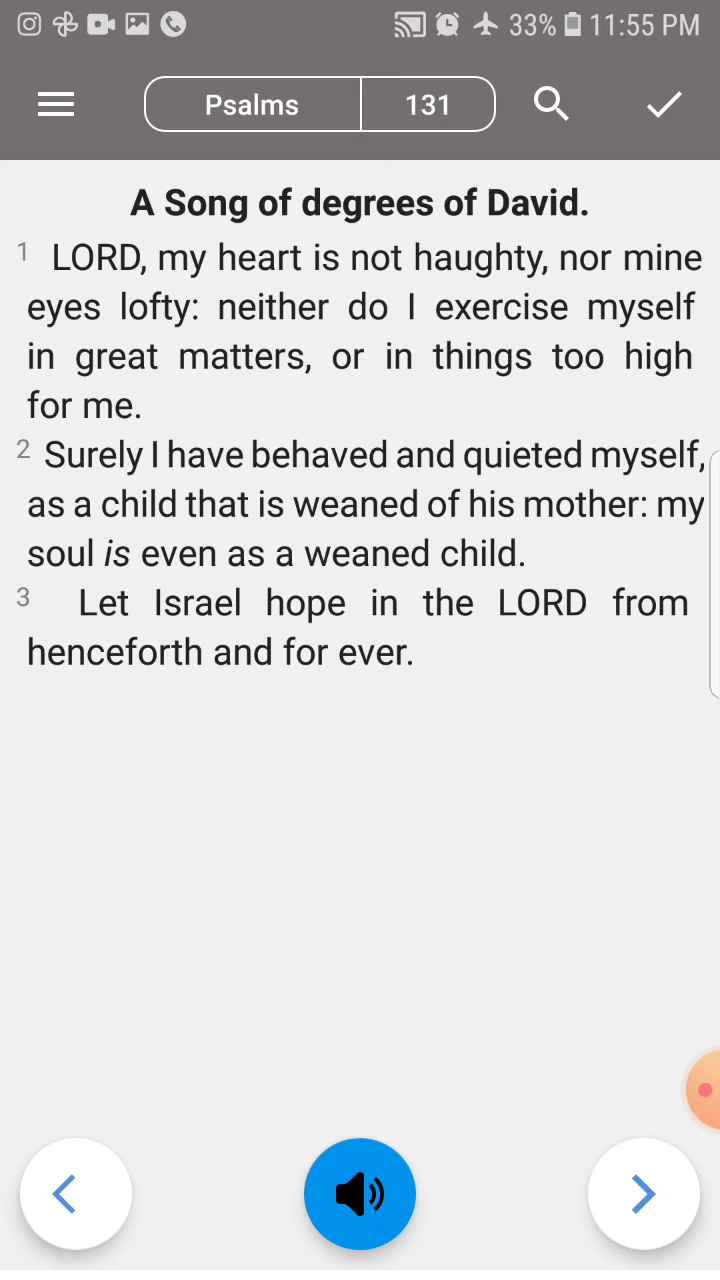 33% 11:55 PM
Psalms 131
A Song of degrees of David.
1 LORD, my heart is not haughty, nor mine
eyes lofty: neither do I exercise myself
in great matters, or in things too high
for me.
2 Surely I have behaved and quieted myself,
as a child that is weaned of his mother: my
soul is even as a weaned child.
3 Let Israel hope in the LORD from
henceforth and for ever.